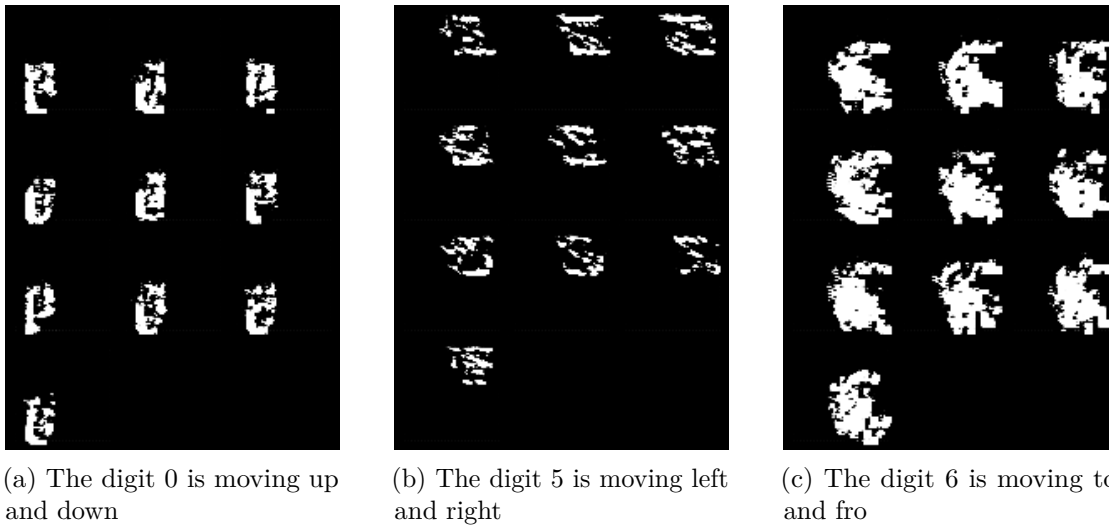 (a) The digit 0 is moving up
and down
(b) The digit 5 is moving left
and right
(c) The digit 6 is moving to
and fro